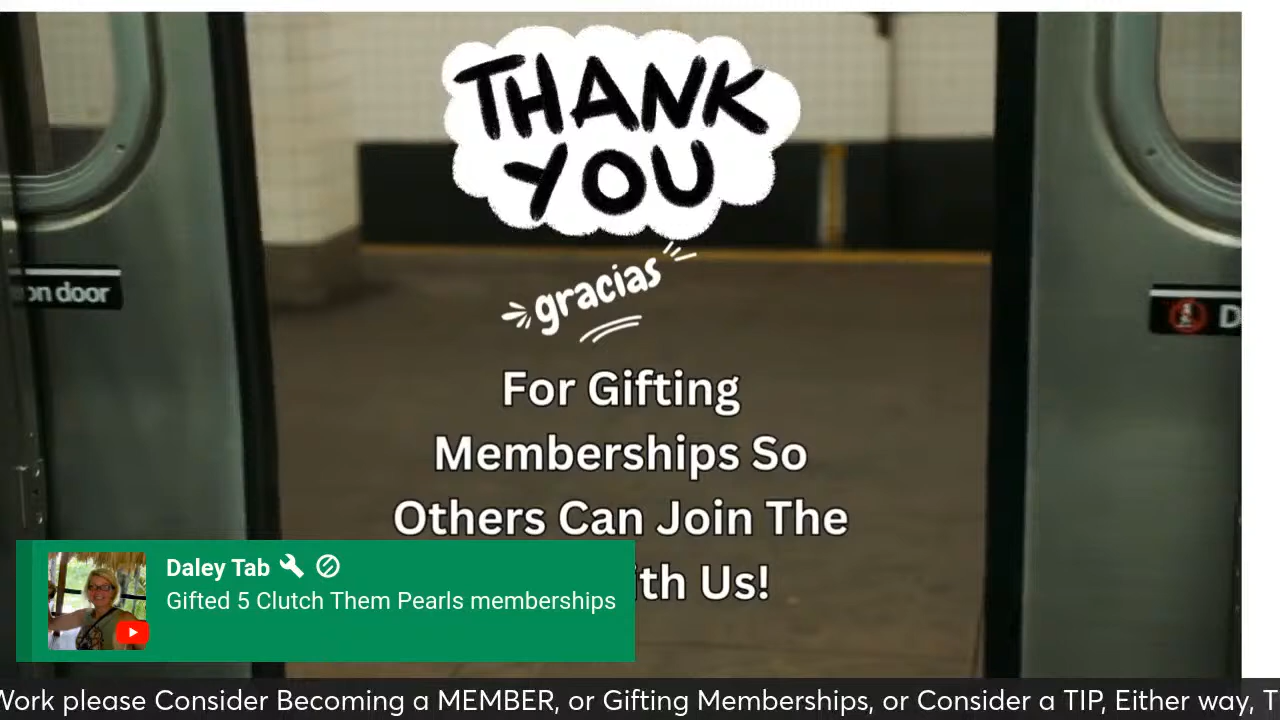 THANK
YOU
gracias
on door
D
For Gifting
Memberships So
Others Can Join The
ith Us!
Daley Tab
Gifted 5 Clutch Them Pearls memberships
Work please Consider Becoming a MEMBER, or Gifting Memberships, or Consider a TIP, Either way, T